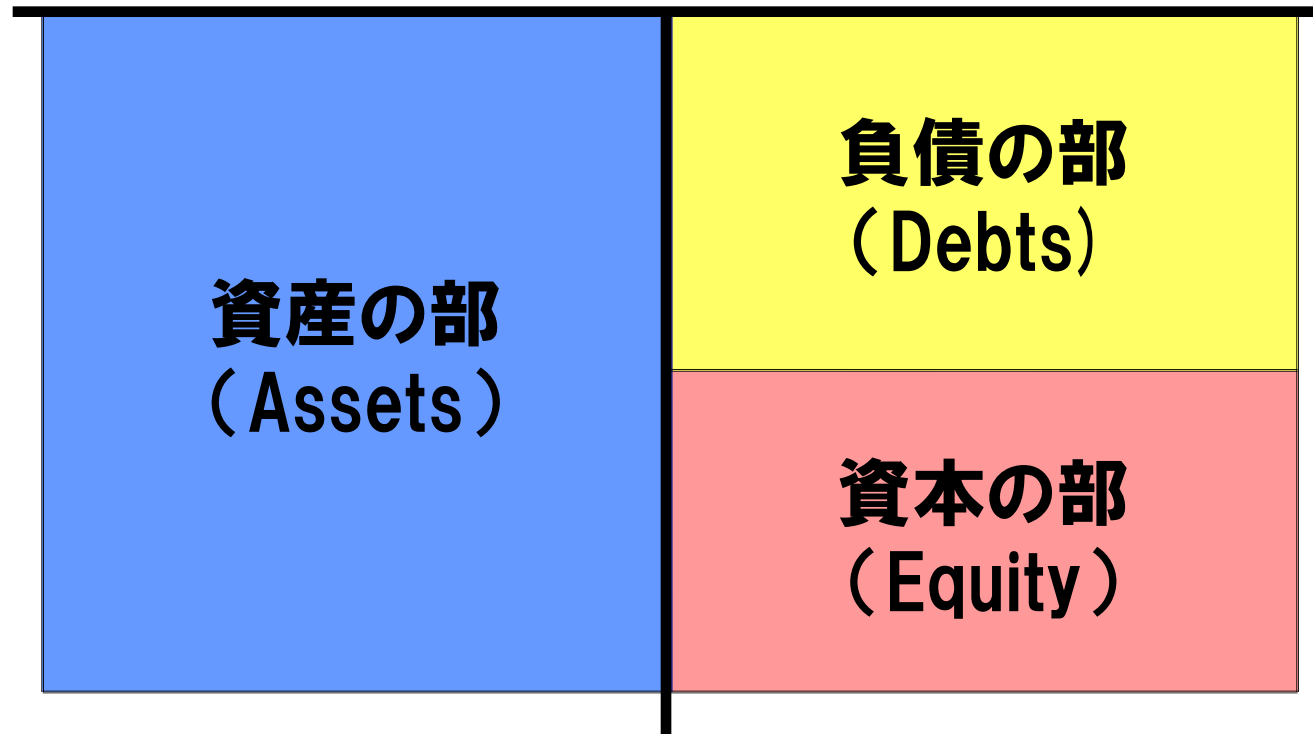 資産の部
（Assets）
負債の部
（Debts)
資本の部
（Equity）